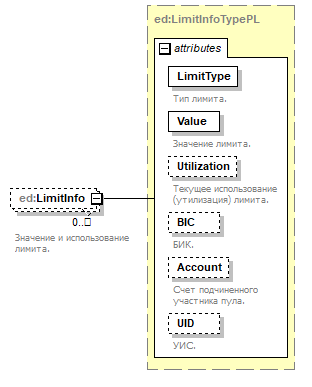 ed:LimitInfoTypePL
attributes
LimitType
Тип лимита.
Value
Значение лимита.
Utilization
Текущее использование
(утилизация) лимита.
BIC
БИК.
Account
Счет подчиненного
участника пула.
UID
УИС.
ed:LimitInfo
0..
Значение и использование
лимита.